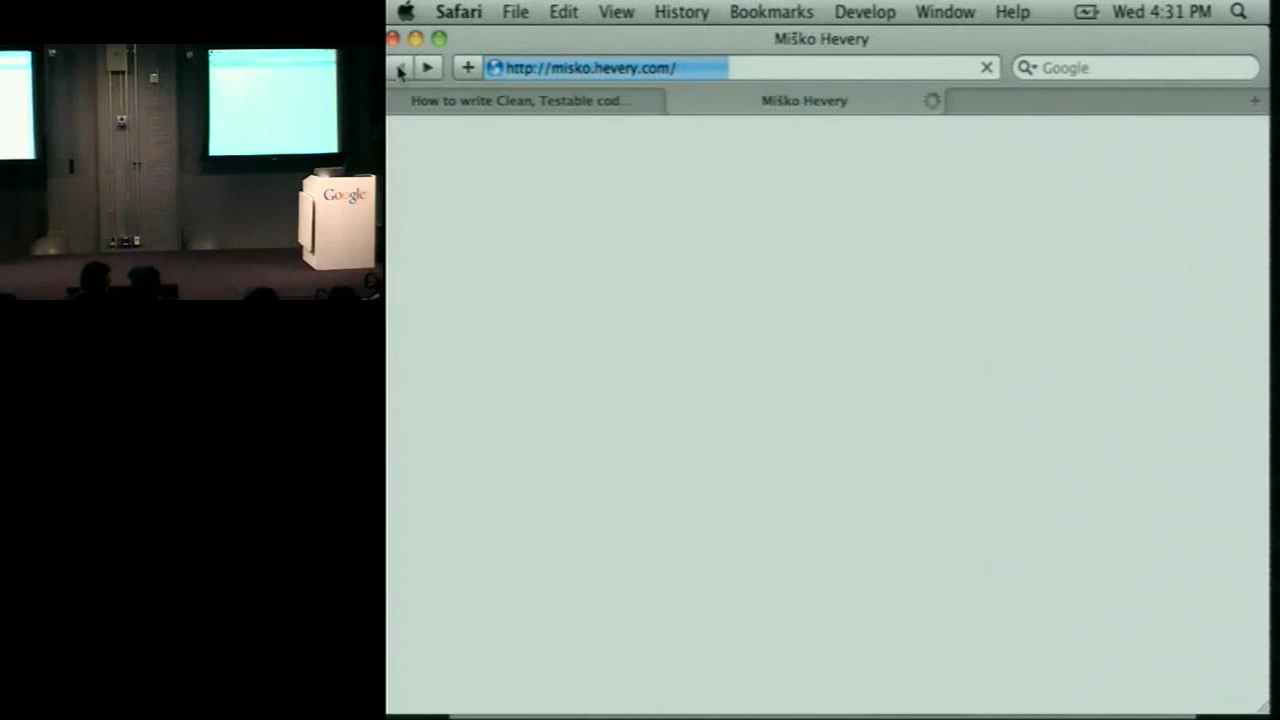 Safari File Edit View History Bookmarks Develop Window Help Wed 4:31 PM
Miško Hevery
http://misko.hevery.com/
Google
How to write Clean, Testable cod...
Miško Hevery
Google